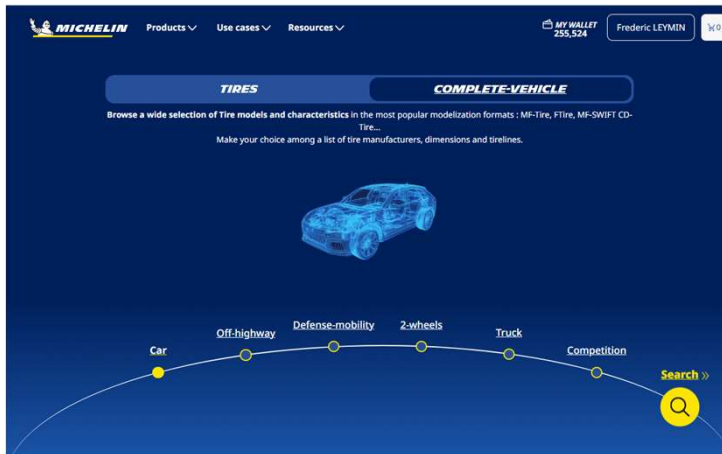 MICHELIN
Products
Use cases
Resources
MY WALLET
255,524
Frederic LEYMIN
0
TIRES
COMPLETE-VEHICLE
Browse a wide selection of Tire models and characteristics in the most popular modelization formats : MF-Tire, FTire, MF-SWIFT CD-
Tire...
Make your choice among a list of tire manufacturers, dimensions and tirelines.
Car
Off-highway
Defense-mobility
2-wheels
Truck
Competition
Search »